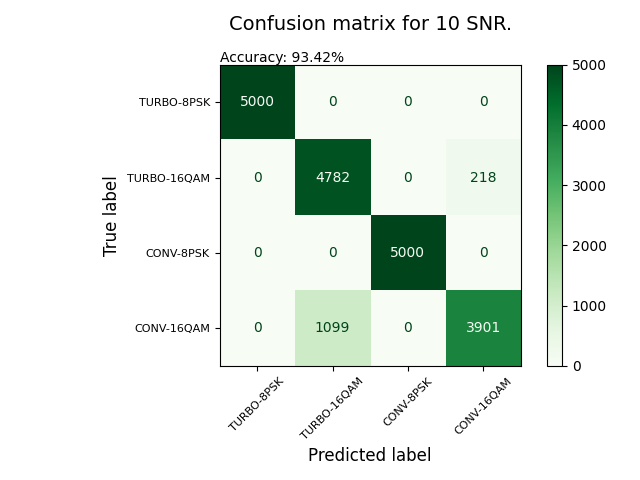 Confusion matrix for 10 SNR.
Accuracy: 93.42%
True label
TURBO-8PSK 5000 0 0 0
TURBO-16QAM 0 4782 0 218
CONV-8PSK 0 0 5000 0
CONV-16QAM 0 1099 0 3901
TURBO-8PSK TURBO-16QAM CONV-8PSK CONV-16QAM
Predicted label
5000
4000
3000
2000
1000
0